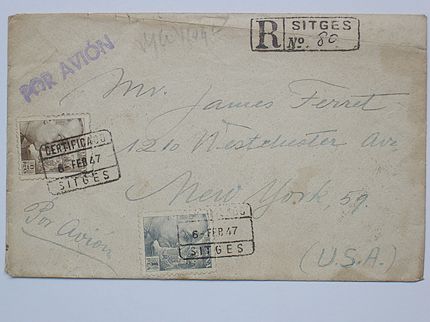 POR AVIÓN
R SITGES
No. 80
Mr. James Ferret
1210 Westchester Ave
New York, 59.
(U.S.A.)
Por Avion
CERTIFICADO
6-FEB 47
SITGES
6-FEB 47
SITGES